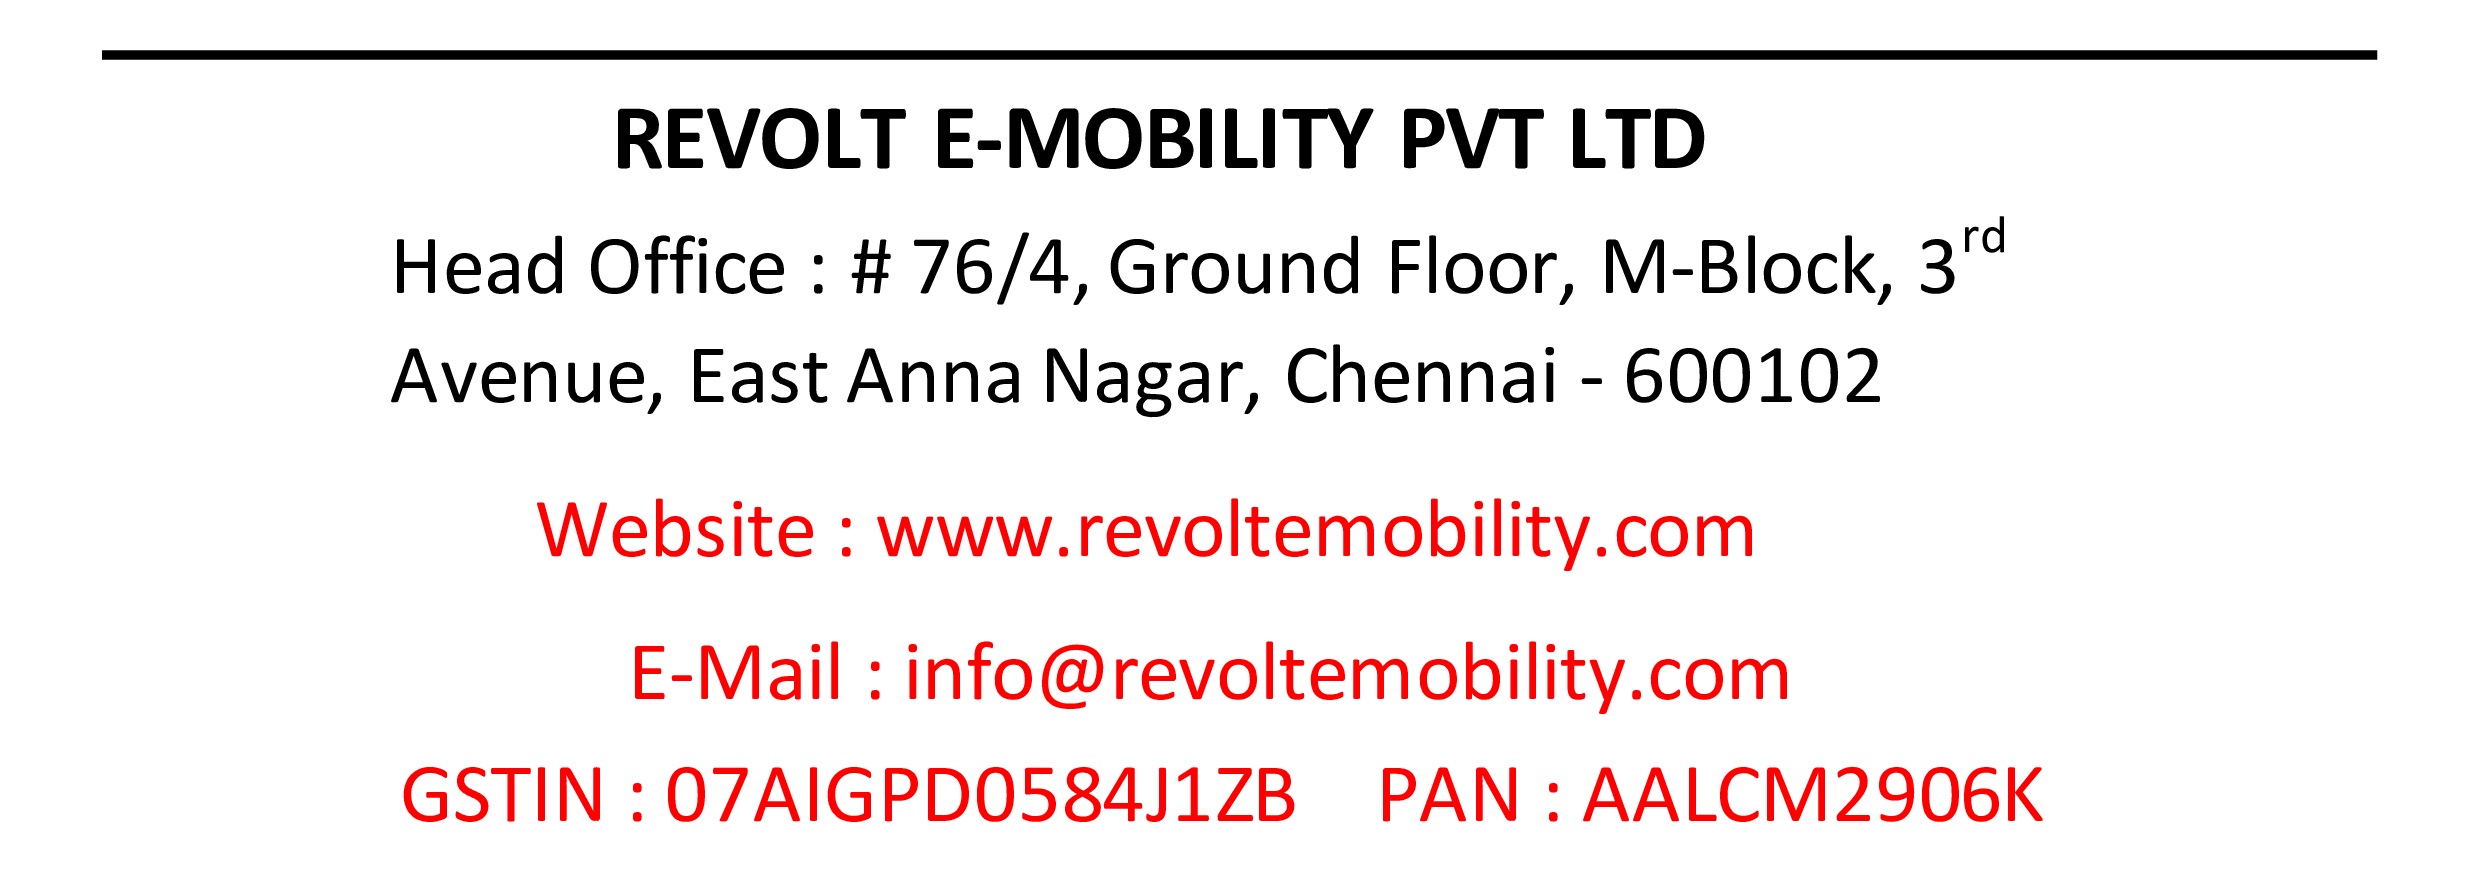 REVOLT E-MOBILITY PVT LTD
Head Office : # 76/4, Ground Floor, M-Block, 3rd
Avenue, East Anna Nagar, Chennai - 600102
Website : www.revoltemobility.com
E-Mail : info@revoltemobility.com
GSTIN : 07AIGPD0584J1ZB PAN : AALCM2906K